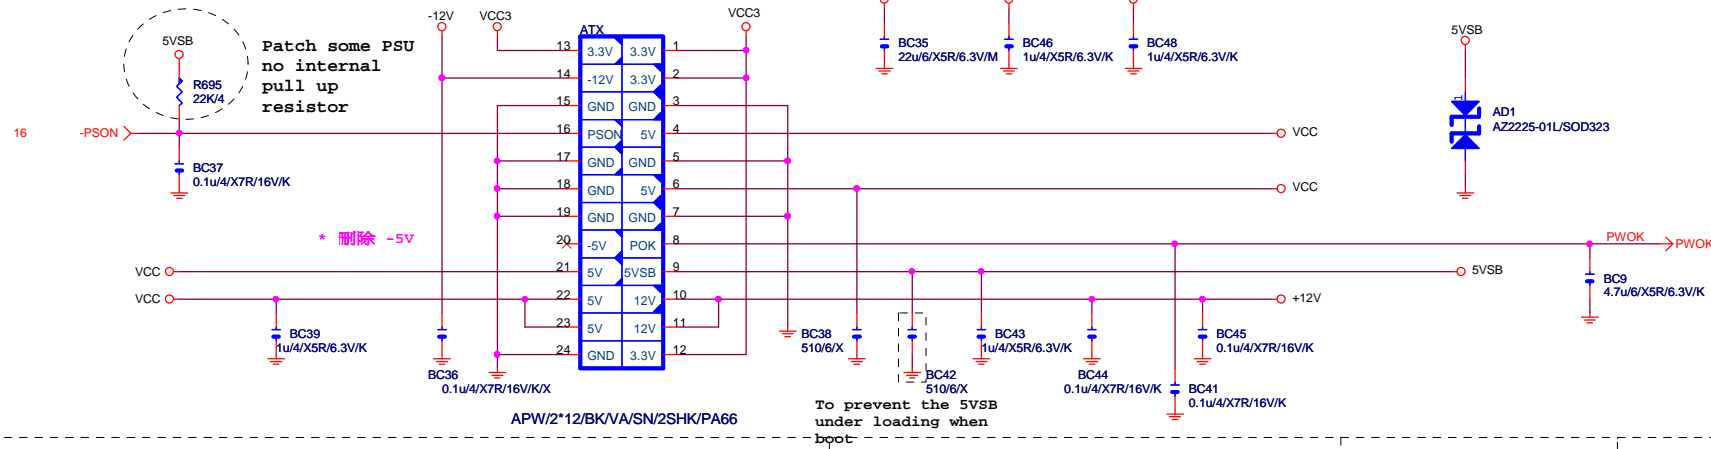 -12V
VCC3
VCC3
5VSB
Patch some PSU
no internal
pull up
resistor
R695
22K/4
ATX
BC35
22u/6/X5R/6.3V/M
BC46
1u/4/X5R/6.3V/K
BC48
1u/4/X5R/6.3V/K
5VSB
1
AD1
AZ2225-01L/SOD323
13 3.3V 3.3V 1
14 -12V 3.3V 2
15 GND GND 3
16 -PSON 16 PSON 5V 4 VCC
17 GND GND 5
BC37
0.1u/4/X7R/16V/K
18 GND 5V 6 VCC
19 GND GND 7
* 删除 -5V
20 -5V POK 8 PWOK PWOK
VCC 21 5V 5VSB 9 5VSB
BC9
4.7u/6/X5R/6.3V/K
VCC 22 5V 12V 10 +12V
23 5V 12V 11
24 GND 3.3V 12
BC39
1u/4/X5R/6.3V/K
BC38
510/6/X
BC43
1u/4/X5R/6.3V/K
BC45
0.1u/4/X7R/16V/K
BC36
0.1u/4/X7R/16V/K/X
BC42
510/6/X
BC44
0.1u/4/X7R/16V/K
BC41
0.1u/4/X7R/16V/K
APW/2*12/BK/VA/SN/2SHK/PA66
To prevent the 5VSB
under loading when
boot